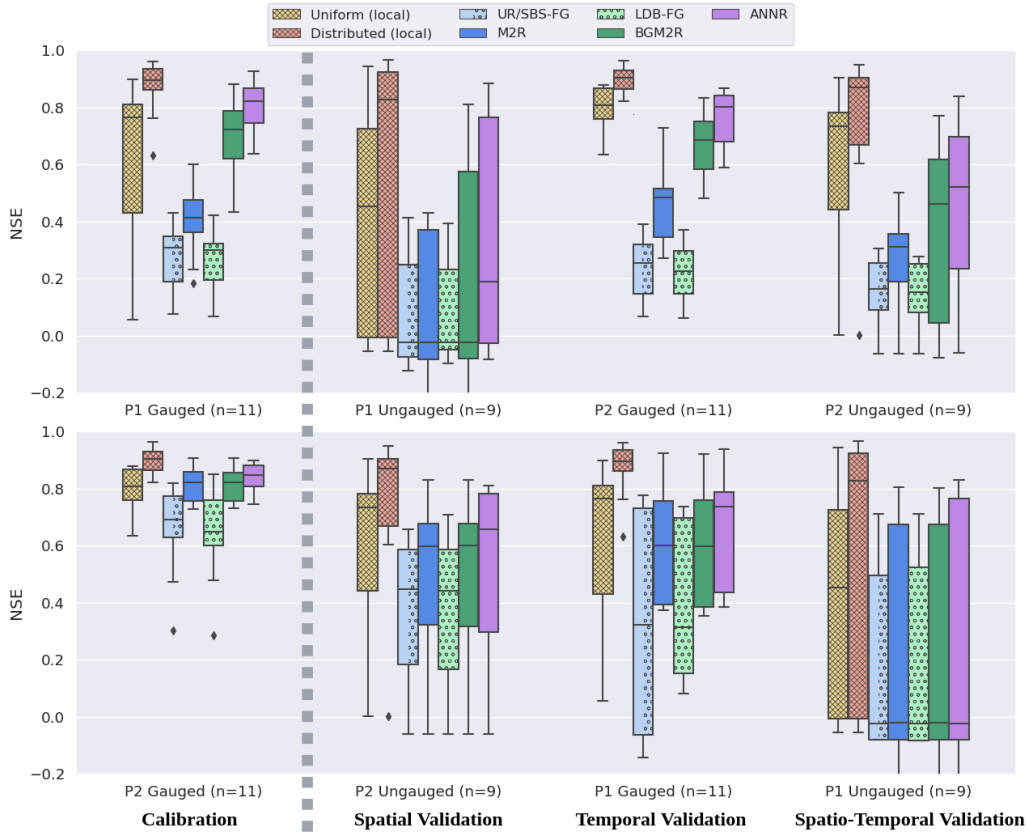 Uniform (local)
Distributed (local)
UR/SBS-FG
M2R
LDB-FG
BGM2R
ANNR
1.0
0.8
0.6
0.4
0.2
0.0
−0.2
NSE
P1 Gauged (n=11)
P1 Ungauged (n=9)
P2 Gauged (n=11)
P2 Ungauged (n=9)
1.0
0.8
0.6
0.4
0.2
0.0
−0.2
NSE
P2 Gauged (n=11)
P2 Ungauged (n=9)
P1 Gauged (n=11)
P1 Ungauged (n=9)
Calibration
Spatial Validation
Temporal Validation
Spatio-Temporal Validation